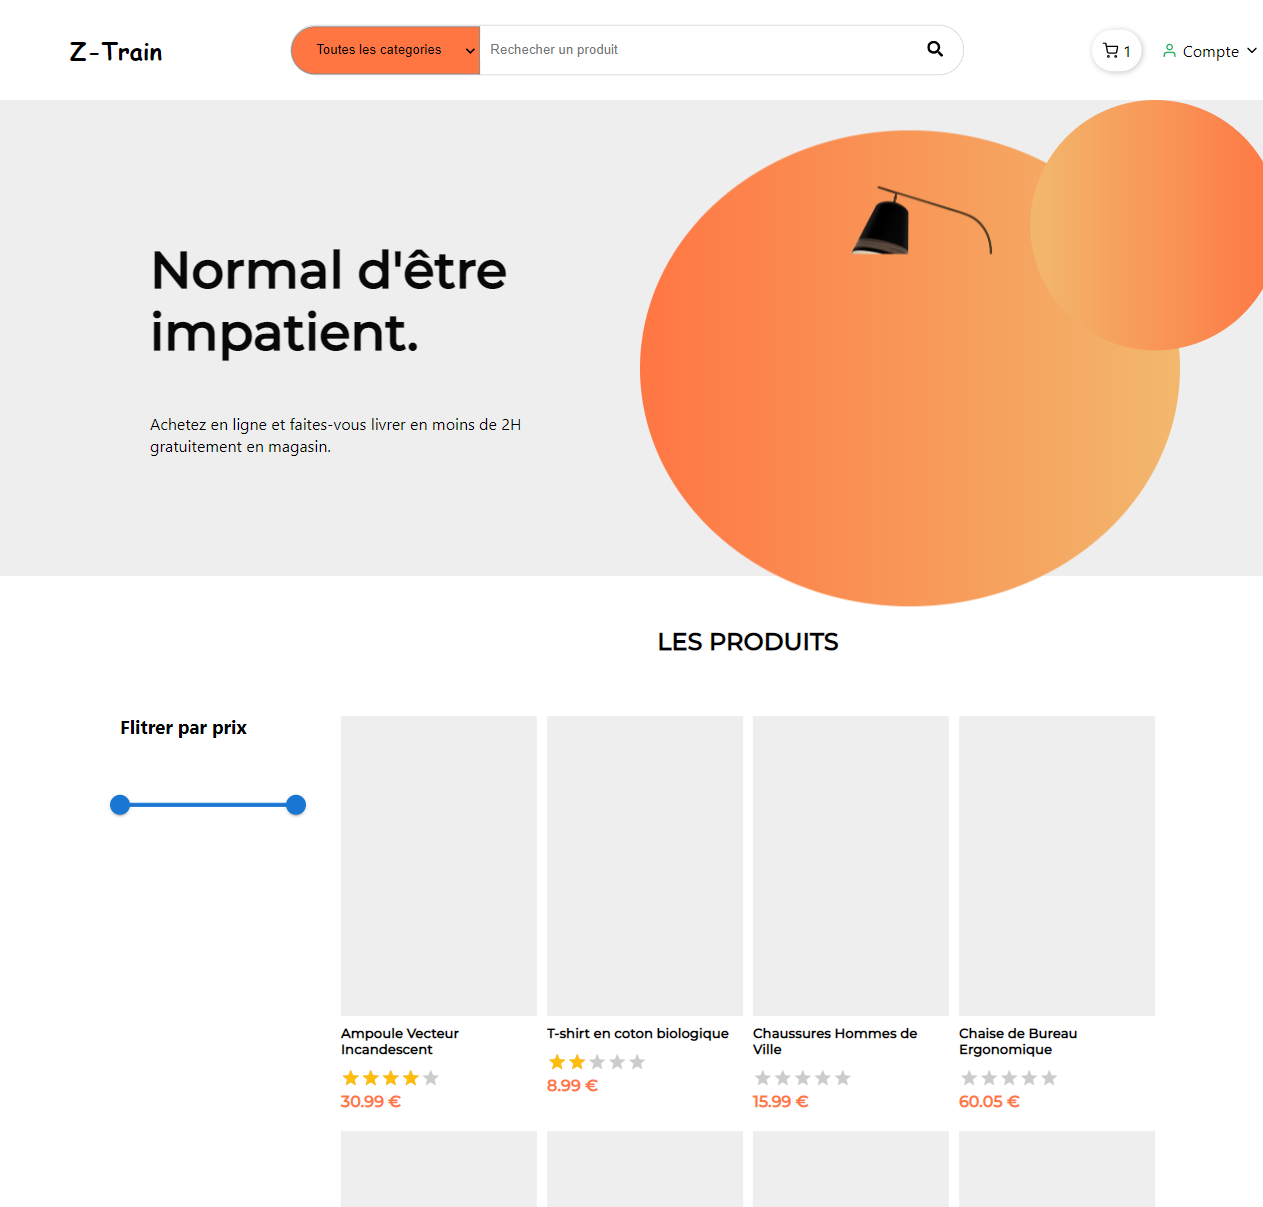 Z-Train
Toutes les categories
Rechecher un produit
1
Compte
Normal d'être
impatient.
Achetez en ligne et faites-vous livrer en moins de 2H
gratuitement en magasin.
LES PRODUITS
Flitrer par prix
Ampoule Vecteur
Incandescent
30.99 €
T-shirt en coton biologique
8.99 €
Chaussures Hommes de
Ville
15.99 €
Chaise de Bureau
Ergonomique
60.05 €